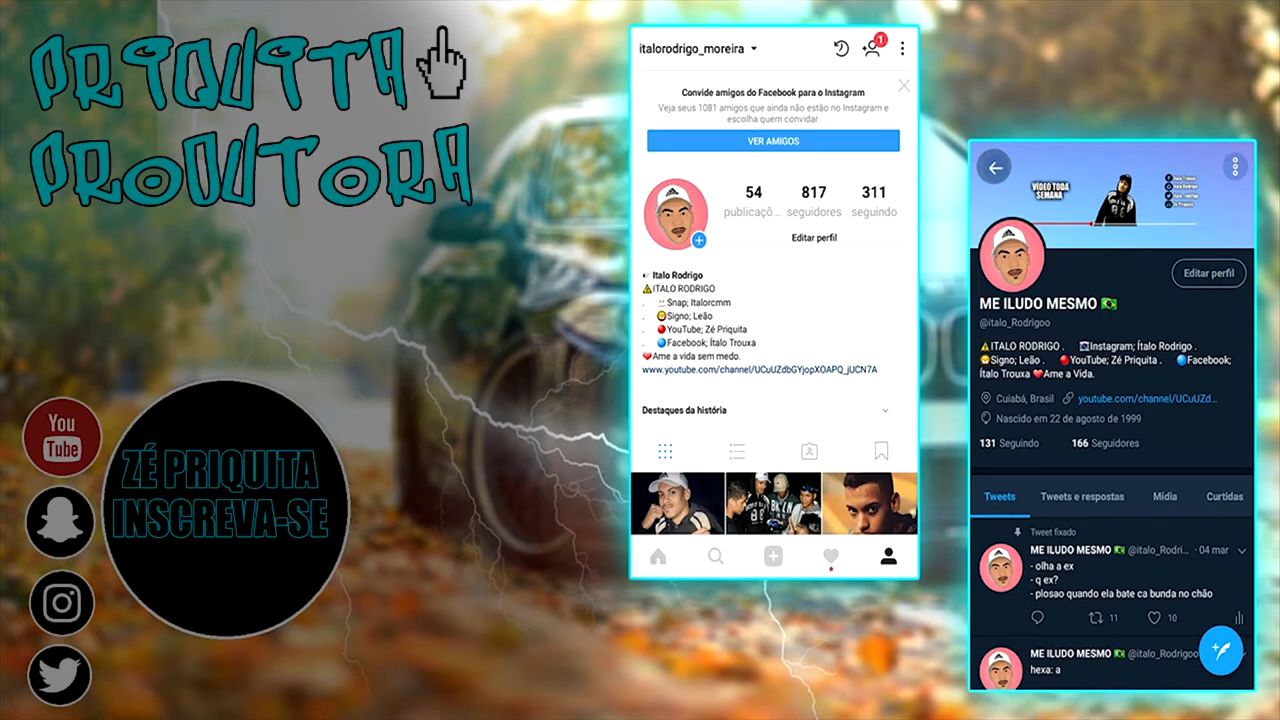 PRIQUITA
PRODUTORA
You
Tube
ZÉ PRIQUITA
INSCREVA-SE
italorodrigo_moreira
1
Convide amigos do Facebook para o Instagram
Veja seus 1081 amigos que ainda não estão no Instagram e
escolha quem convidar.
VER AMIGOS
54 817 311
publicaçõ... seguidores seguindo
Editar perfil
Italo Rodrigo
⚠ITALO RODRIGO
. Snap; Italorcmm
. Signo; Leão
. YouTube; Zé Priquita
. Facebook; Ítalo Trouxa
❤Ame a vida sem medo.
www.youtube.com/channel/UCuUZdbGYjopXOAPQ_jUCN7A
Destaques da história
VÍDEO TODA
SEMANA
Editar perfil
ME ILUDO MESMO 🇧🇷
@italo_Rodrigoo
⚠ITALO RODRIGO . Instagram; Ítalo Rodrigo .
Signo; Leão . YouTube; Zé Priquita . Facebook;
Ítalo Trouxa ❤Ame a Vida.
Cuiabá, Brasil youtube.com/channel/UCuUZd...
Nascido em 22 de agosto de 1999
131 Seguindo 166 Seguidores
Tweets Tweets e respostas Mídia Curtidas
Tweet fixado
ME ILUDO MESMO 🇧🇷 @italo_Rodri... · 04 mar
- olha a ex
- q ex?
- plosao quando ela bate ca bunda no chão
11 10
ME ILUDO MESMO 🇧🇷 @italo_Rodrigoo
hexa: a